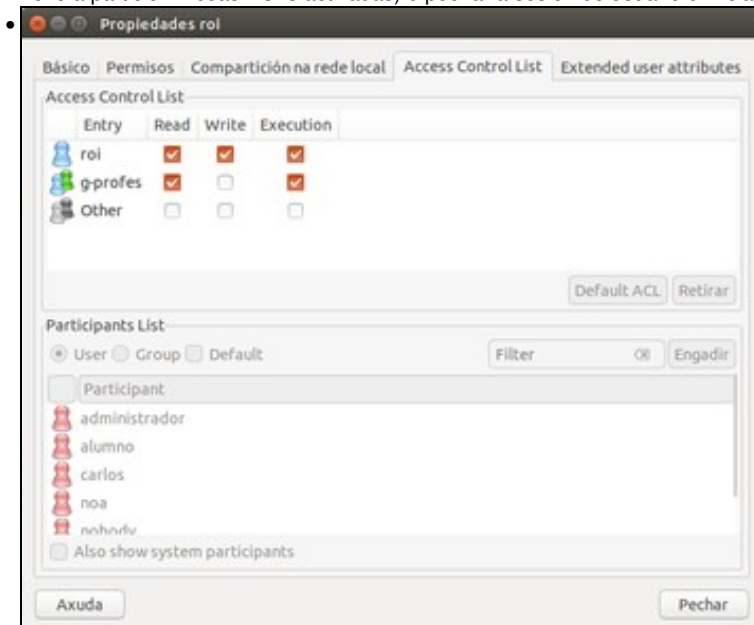 Propiedades roi
Básico Permisos Compartición na rede local Access Control List Extended user attributes
Access Control List
Entry Read Write Execution
roi
g-profes
Other
Default ACL Retirar
Participants List
User Group Default Filter Engadir
Participant
administrador
alumno
carlos
noa
nobody
Also show system participants
Axuda Pechar